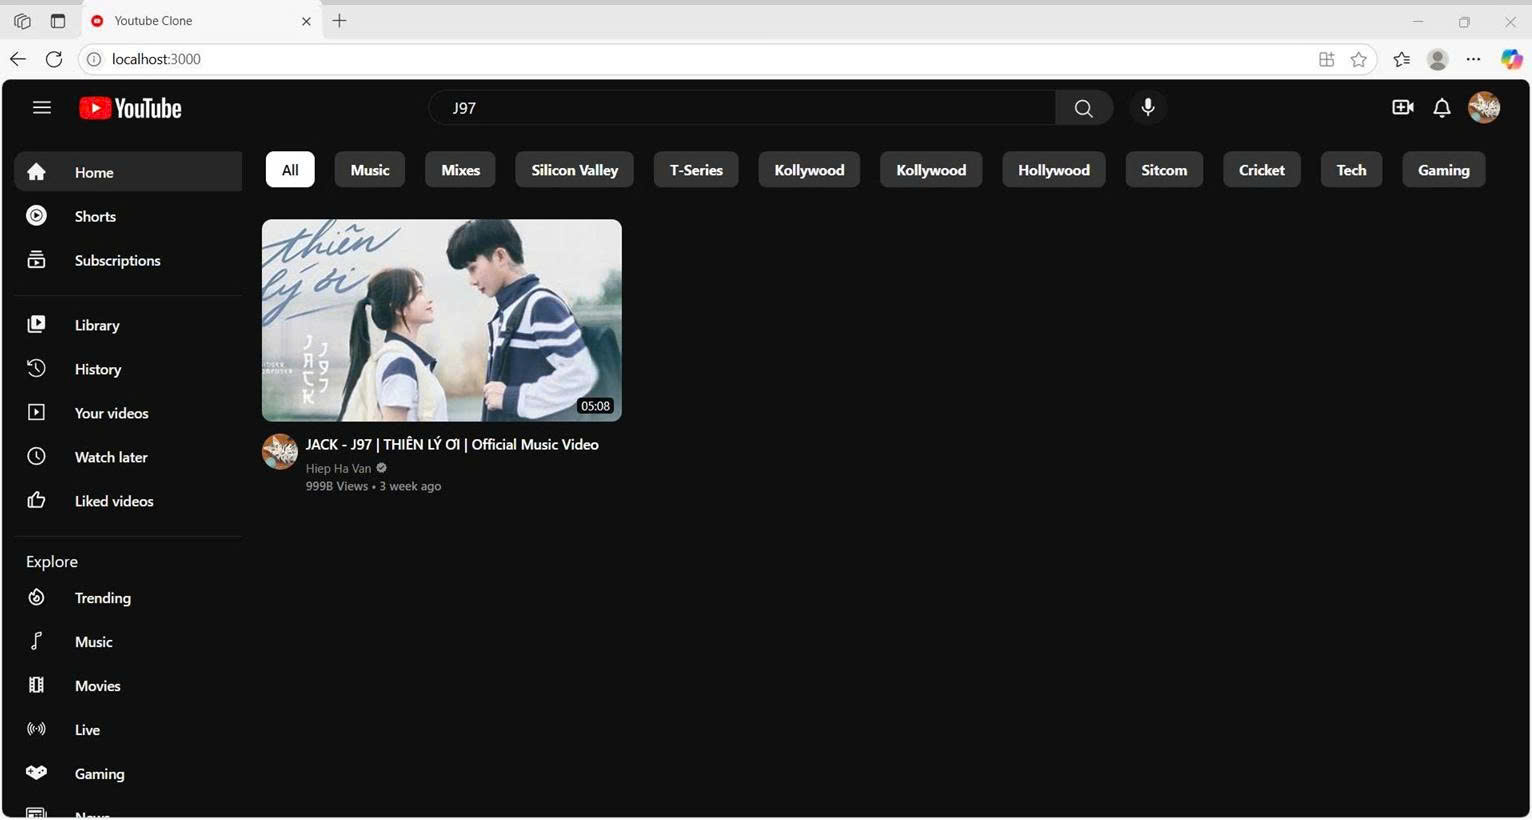 Youtube Clone
localhost:3000
YouTube
J97
Home
Shorts
Subscriptions
Library
History
Your videos
Watch later
Liked videos
Explore
Trending
Music
Movies
Live
Gaming
News
All Music Mixes Silicon Valley T-Series Kollywood Kollywood Hollywood Sitcom Cricket Tech Gaming
thiên
lý ơi
JACK
J97
05:08
JACK - J97 | THIÊN LÝ ƠI | Official Music Video
Hiep Ha Van
999B Views • 3 week ago